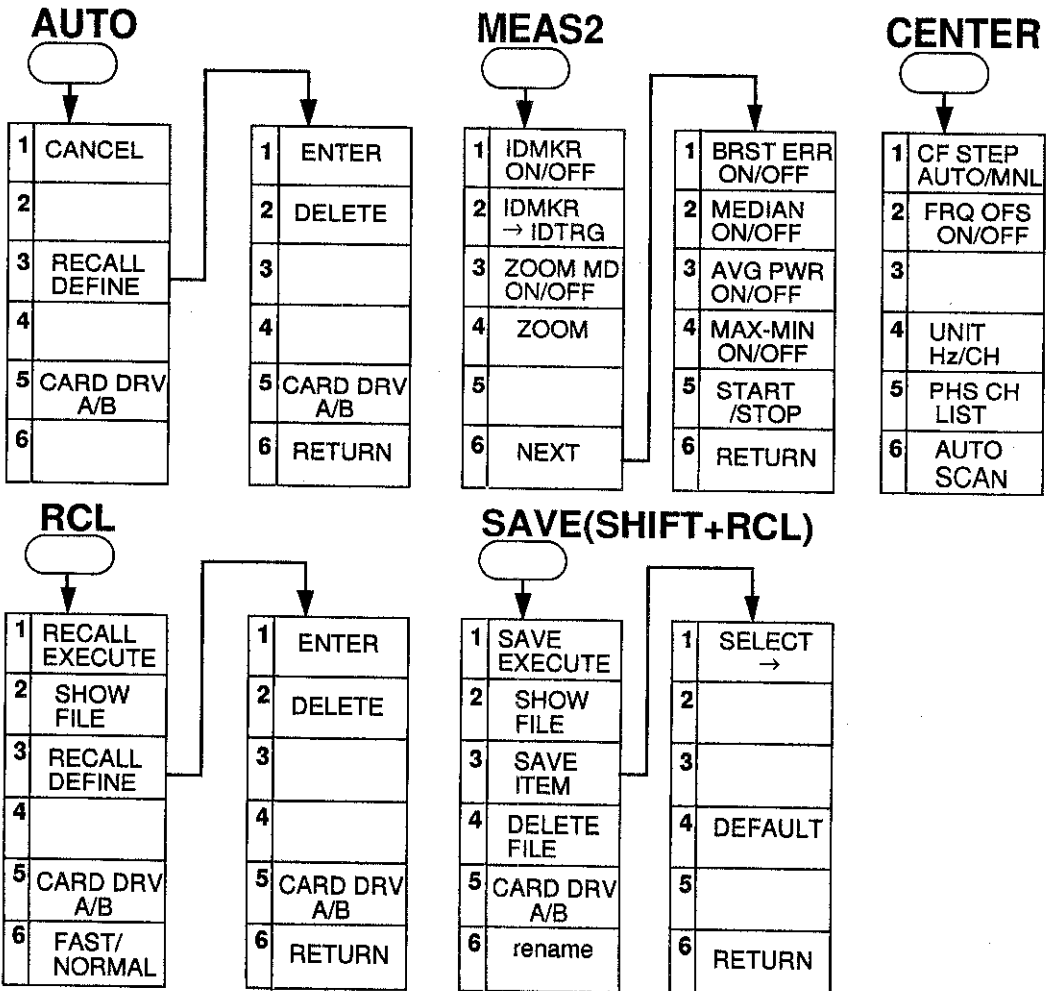 AUTO
1 CANCEL
2
3 RECALL
DEFINE
4
5 CARD DRV
A/B
6
1 ENTER
2 DELETE
3
4
5 CARD DRV
A/B
6 RETURN
MEAS2
1 IDMKR
ON/OFF
2 IDMKR
→ IDTRG
3 ZOOM MD
ON/OFF
4 ZOOM
5
6 NEXT
1 BRST ERR
ON/OFF
2 MEDIAN
ON/OFF
3 AVG PWR
ON/OFF
4 MAX-MIN
ON/OFF
5 START
/STOP
6 RETURN
CENTER
1 CF STEP
AUTO/MNL
2 FRQ OFS
ON/OFF
3
4 UNIT
Hz/CH
5 PHS CH
LIST
6 AUTO
SCAN
RCL
1 RECALL
EXECUTE
2 SHOW
FILE
3 RECALL
DEFINE
4
5 CARD DRV
A/B
6 FAST/
NORMAL
1 ENTER
2 DELETE
3
4
5 CARD DRV
A/B
6 RETURN
SAVE(SHIFT+RCL)
1 SAVE
EXECUTE
2 SHOW
FILE
3 SAVE
ITEM
4 DELETE
FILE
5 CARD DRV
A/B
6 rename
1 SELECT
→
2
3
4 DEFAULT
5
6 RETURN